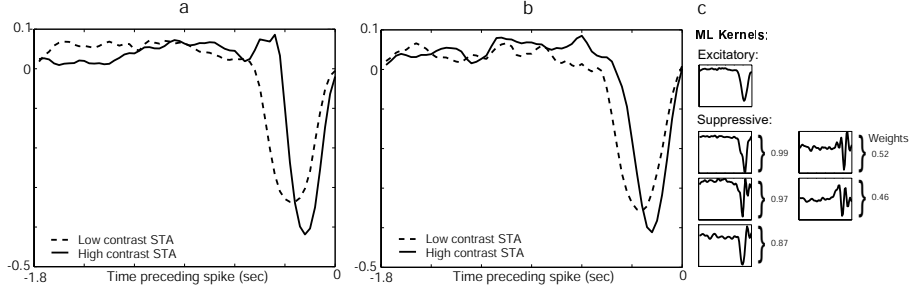 a
0.1
0
-0.5
-1.8
Time preceding spike (sec)
0
Low contrast STA
High contrast STA
b
0.1
0
-0.5
-1.8
Time preceding spike (sec)
0
Low contrast STA
High contrast STA
c
ML Kernels:
Excitatory:
Suppressive:
Weights
0.99
0.52
0.97
0.46
0.87